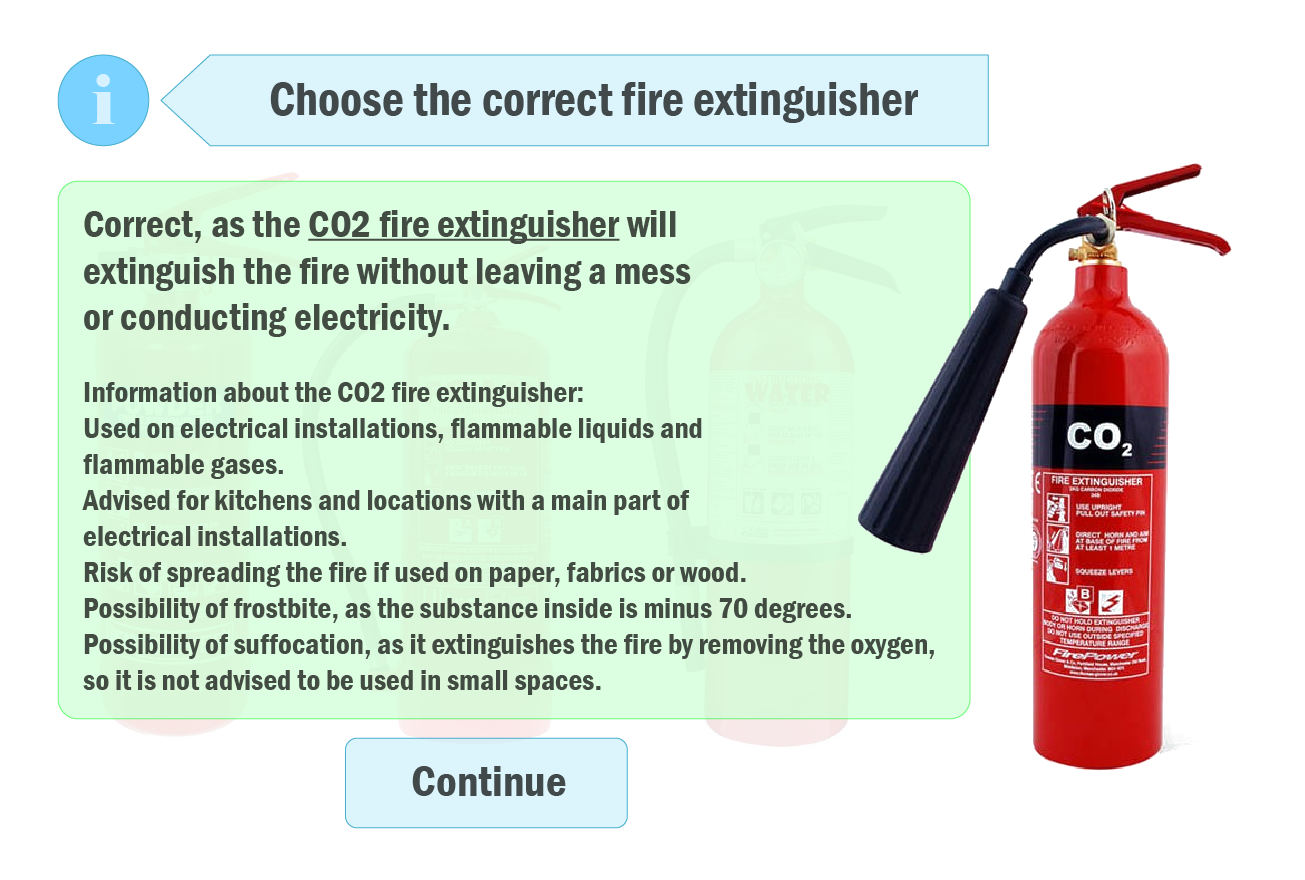 i
Choose the correct fire extinguisher
Correct, as the CO2 fire extinguisher will
extinguish the fire without leaving a mess
or conducting electricity.
Information about the CO2 fire extinguisher:
Used on electrical installations, flammable liquids and
flammable gases.
Advised for kitchens and locations with a main part of
electrical installations.
Risk of spreading the fire if used on paper, fabrics or wood.
Possibility of frostbite, as the substance inside is minus 70 degrees.
Possibility of suffocation, as it extinguishes the fire by removing the oxygen,
so it is not advised to be used in small spaces.
Continue
POWDER
WATER
CO2
FIRE EXTINGUISHER
USE UPRIGHT
PULL OUT SAFETY PIN
DIRECT HORN AND AIM
AT BASE OF FIRE FROM
AT LEAST 1 METRE
SQUEEZE LEVERS
B
DO NOT HOLD EXTINGUISHER
BODY OR HORN DURING DISCHARGE
DO NOT USE OUTSIDE SPECIFIED
TEMPERATURE RANGE
FirePower